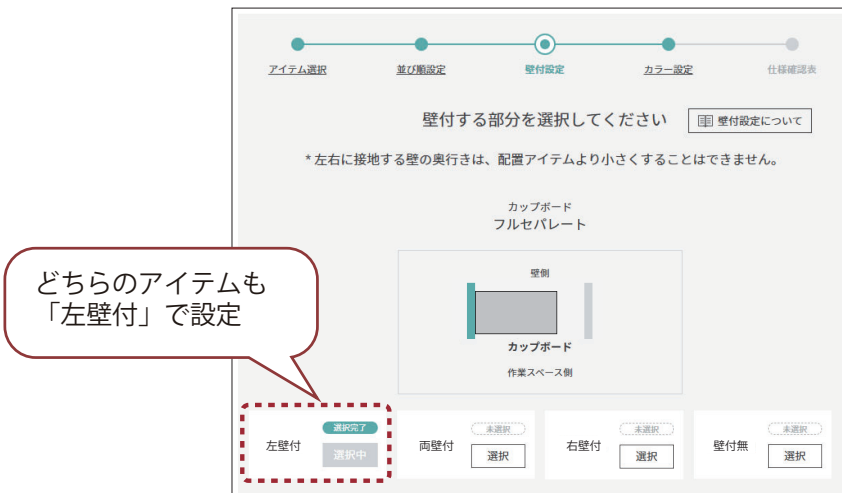 アイテム選択 並び順設定 壁付設定 カラー設定 仕様確認表
壁付する部分を選択してください 壁付設定について
*左右に接地する壁の奥行きは、配置アイテムより小さくすることはできません。
カップボード
フルセパレート
どちらのアイテムも
「左壁付」で設定
壁側
カップボード
作業スペース側
左壁付 選択完了 選択中
両壁付 未選択 選択
右壁付 未選択 選択
壁付無 未選択 選択